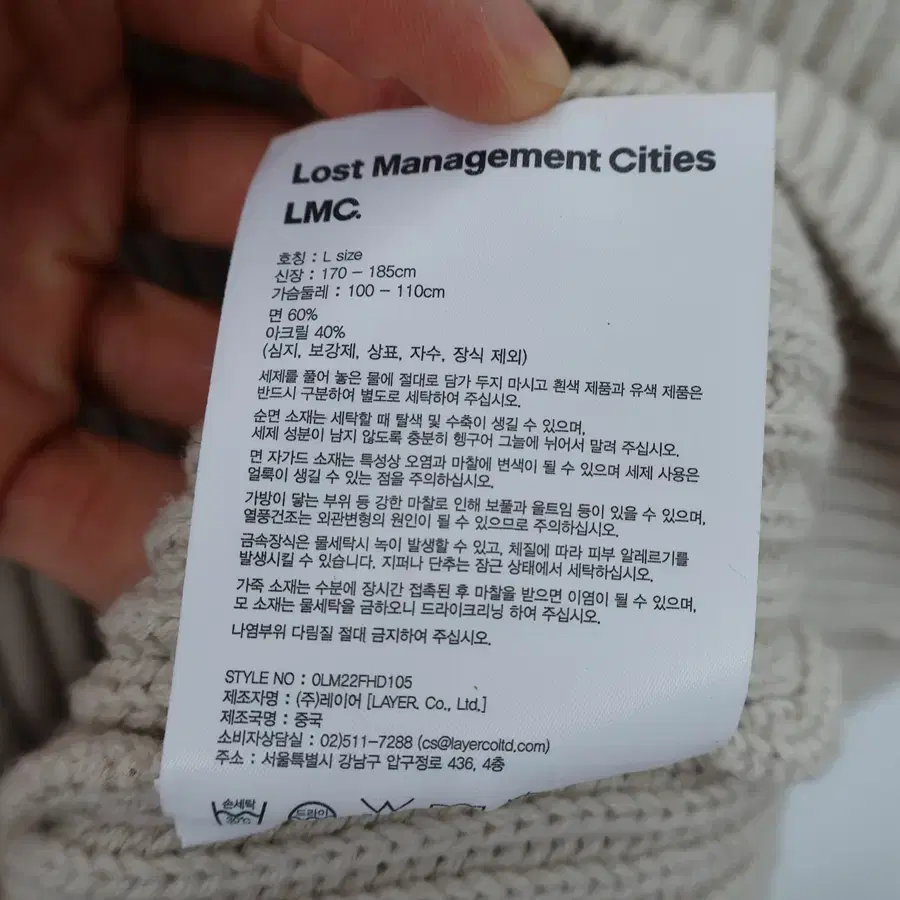 Lost Management Cities
LMC.
호칭 : L size
신장 : 170 - 185cm
가슴둘레 : 100 - 110cm
면 60%
아크릴 40%
(심지, 보강제, 상표, 자수, 장식 제외)
세제를 풀어 놓은 물에 절대로 담가 두지 마시고 흰색 제품과 유색 제품은
반드시 구분하여 별도로 세탁하여 주십시오.
순면 소재는 세탁할 때 탈색 및 수축이 생길 수 있으며,
세제 성분이 남지 않도록 충분히 헹구어 그늘에 뉘어서 말려 주십시오.
면 자가드 소재는 특성상 오염과 마찰에 변색이 될 수 있으며 세제 사용은
얼룩이 생길 수 있는 점을 주의하십시오.
가방이 닿는 부위 등 강한 마찰로 인해 보풀과 올트임 등이 있을 수 있으며,
열풍건조는 외관변형의 원인이 될 수 있으므로 주의하십시오.
금속장식은 물세탁시 녹이 발생할 수 있고, 체질에 따라 피부 알레르기를
발생시킬 수 있습니다. 지퍼나 단추는 잠근 상태에서 세탁하십시오.
가죽 소재는 수분에 장시간 접촉된 후 마찰을 받으면 이염이 될 수 있으며,
모 소재는 물세탁을 금하오니 드라이크리닝 하여 주십시오.
나염부위 다림질 절대 금지하여 주십시오.
STYLE NO : 0LM22FHD105
제조자명 : (주)레이어 [LAYER. Co., Ltd.]
제조국명 : 중국
소비자상담실 : 02)511-7288 (cs@layercoltd.com)
주소 : 서울특별시 강남구 압구정로 436, 4층
손세탁 드라이
30℃